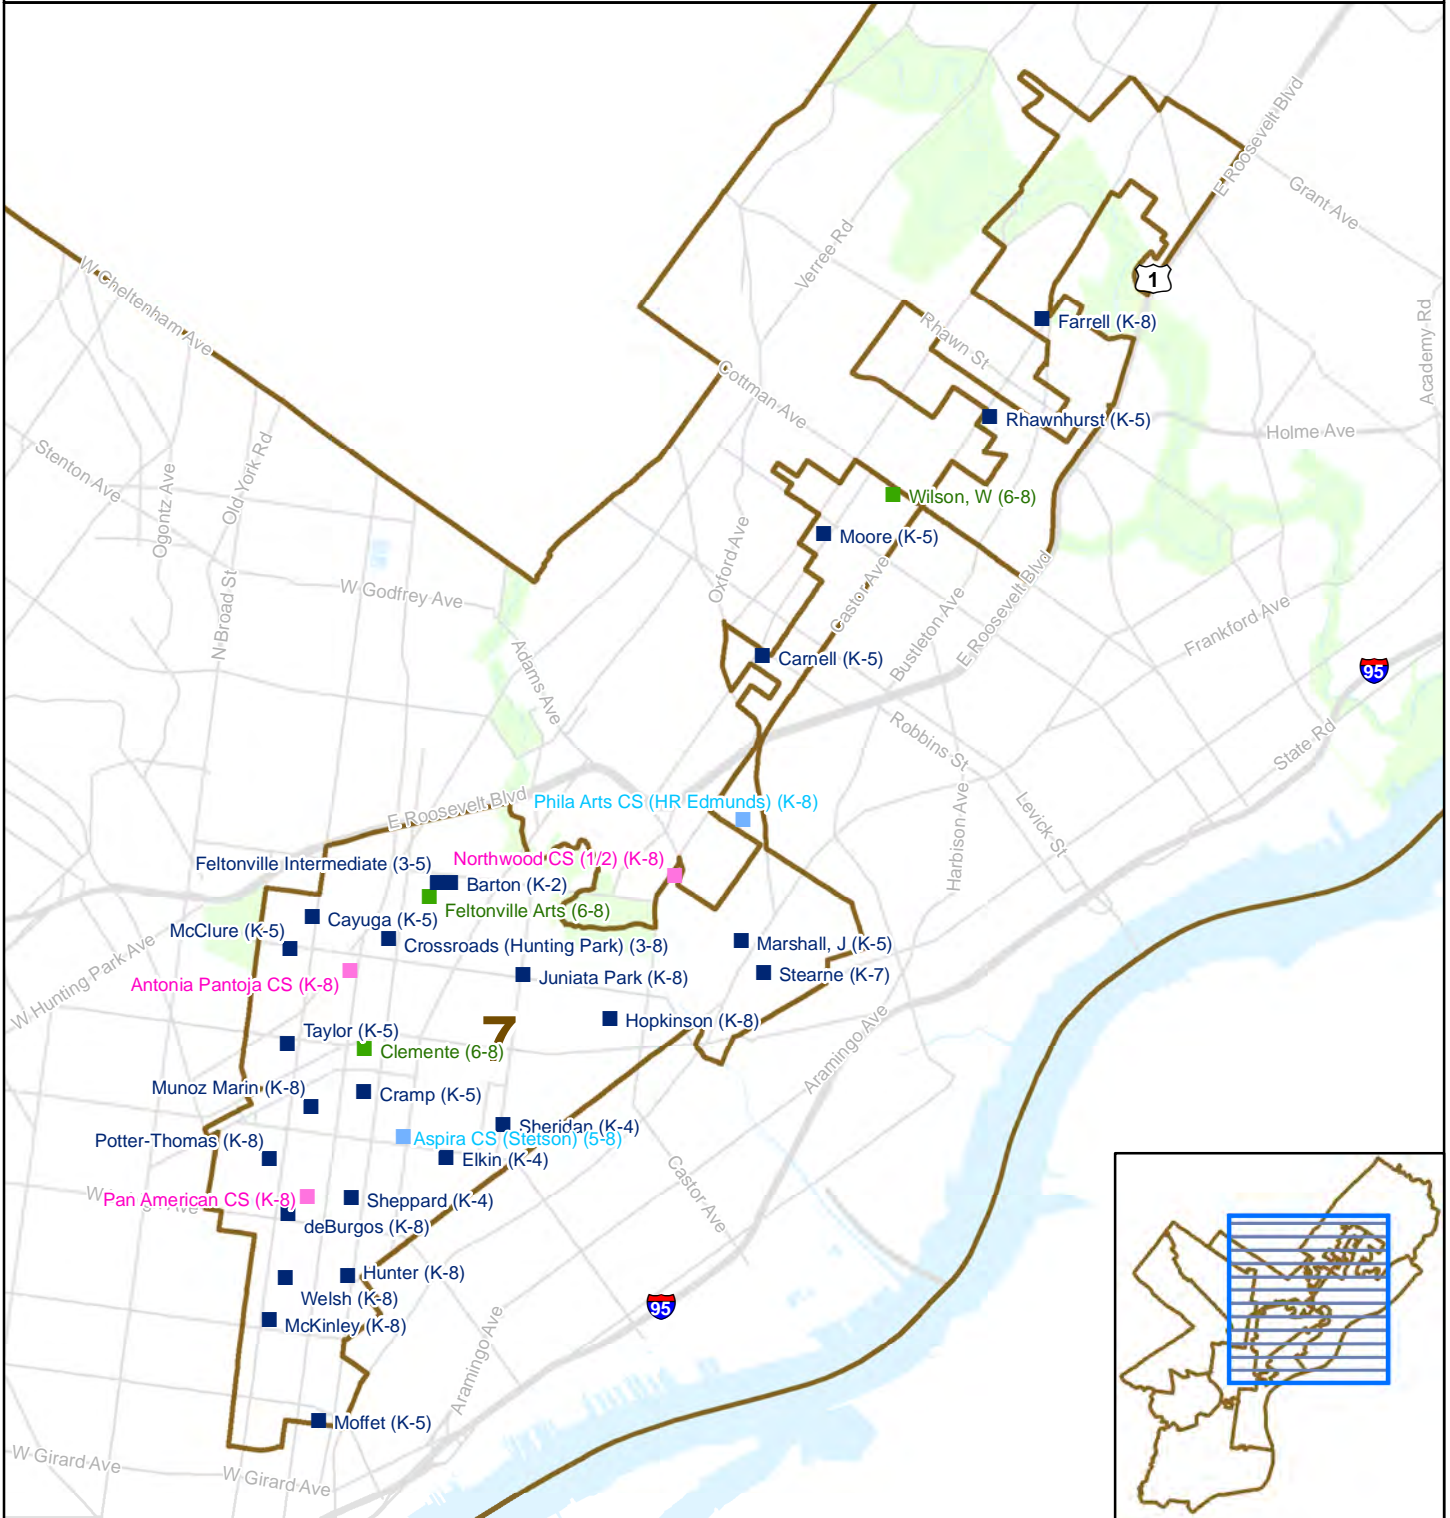 E Roosevelt Blvd
Grant Ave
Verree Rd
W Cheltenham Ave
1
Farrell (K-8)
Rhawn St
Academy Rd
Cottman Ave
Rhawnhurst (K-5)
Holme Ave
Stenton Ave
Ogontz Ave
Old York Rd
Wilson, W (6-8)
Moore (K-5)
Oxford Ave
Castor Ave
W Godfrey Ave
N Broad St
Bustleton Ave
E Roosevelt Blvd
Frankford Ave
Adams Ave
Carnell (K-5)
95
Robbins St
State Rd
E Roosevelt Blvd
Phila Arts CS (HR Edmunds) (K-8)
Harbison Ave
Levick St
Feltonville Intermediate (3-5)
Northwood CS (1/2) (K-8)
Barton (K-2)
Feltonville Arts (6-8)
Cayuga (K-5)
McClure (K-5)
Crossroads (Hunting Park) (3-8)
Marshall, J (K-5)
W Hunting Park Ave
Antonia Pantoja CS (K-8)
Juniata Park (K-8)
Stearne (K-7)
Taylor (K-5)
7
Hopkinson (K-8)
Clemente (6-8)
Aramingo Ave
Munoz Marin (K-8)
Cramp (K-5)
Sheridan (K-4)
Potter-Thomas (K-8)
Aspira CS (Stetson) (5-8)
Elkin (K-4)
Castor Ave
Pan American CS (K-8)
Sheppard (K-4)
deBurgos (K-8)
Hunter (K-8)
Welsh (K-8)
95
McKinley (K-8)
Aramingo Ave
Moffet (K-5)
W Girard Ave
W Girard Ave